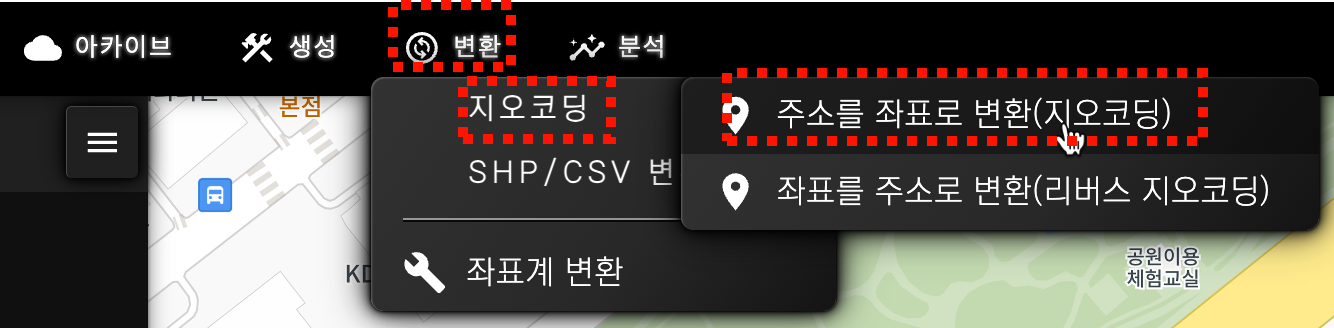 아카이브
생성
변환
분석
본점
지오코딩
주소를 좌표로 변환(지오코딩)
SHP/CSV 변
좌표를 주소로 변환(리버스 지오코딩)
좌표계 변환
KD
공원이용
체험교실